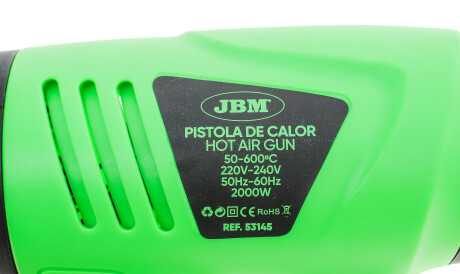 JBM®
PISTOLA DE CALOR
HOT AIR GUN
50-600ºC
220V-240V
50Hz-60Hz
2000W
CE RoHS
REF. 53145